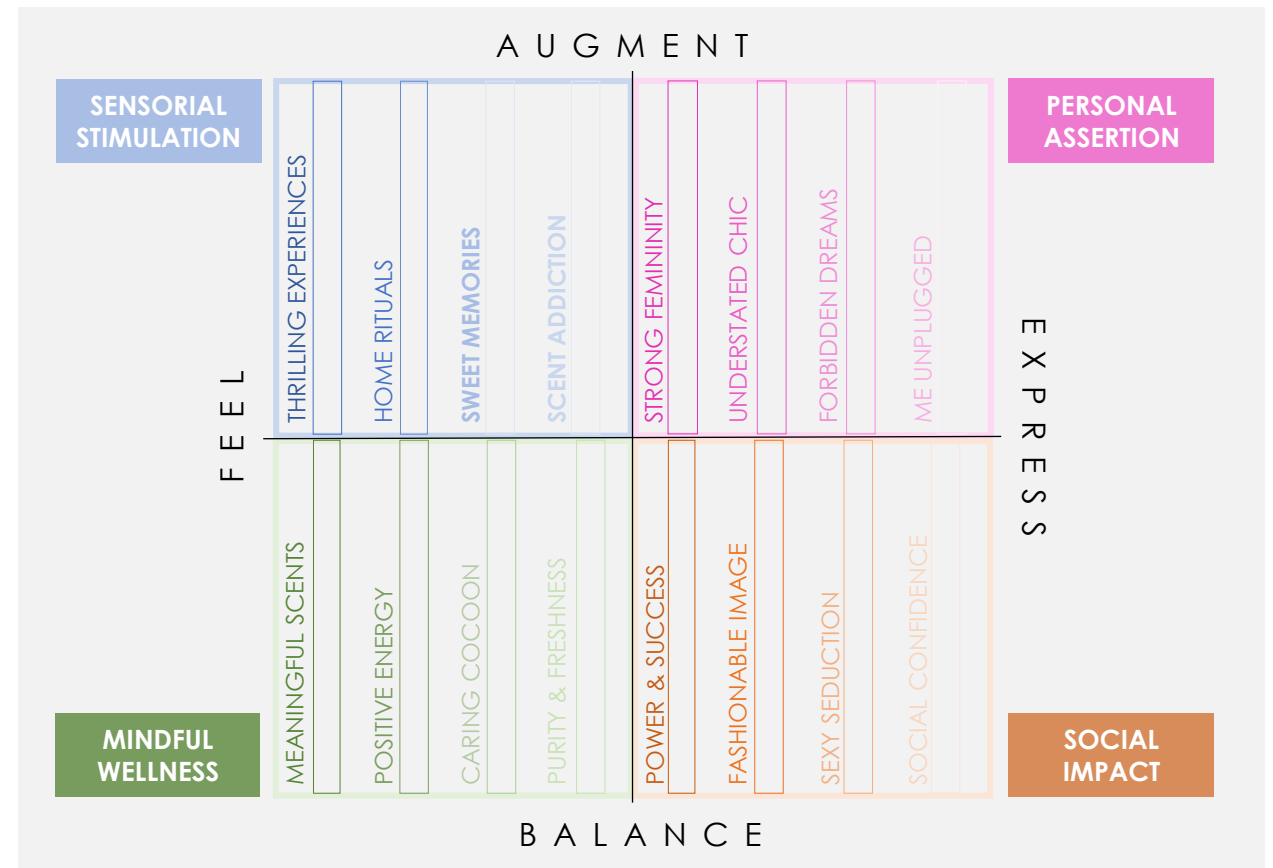 AUGMENT
SENSORIAL
STIMULATION
PERSONAL
ASSERTION
THRILLING EXPERIENCES
HOME RITUALS
SWEET MEMORIES
SCENT ADDICTION
STRONG FEMININITY
UNDERSTATED CHIC
FORBIDDEN DREAMS
ME UNPLUGGED
FEEL
EXPRESS
MEANINGFUL SCENTS
POSITIVE ENERGY
CARING COCOON
PURITY & FRESHNESS
POWER & SUCCESS
FASHIONABLE IMAGE
SEXY SEDUCTION
SOCIAL CONFIDENCE
MINDFUL
WELLNESS
SOCIAL
IMPACT
BALANCE